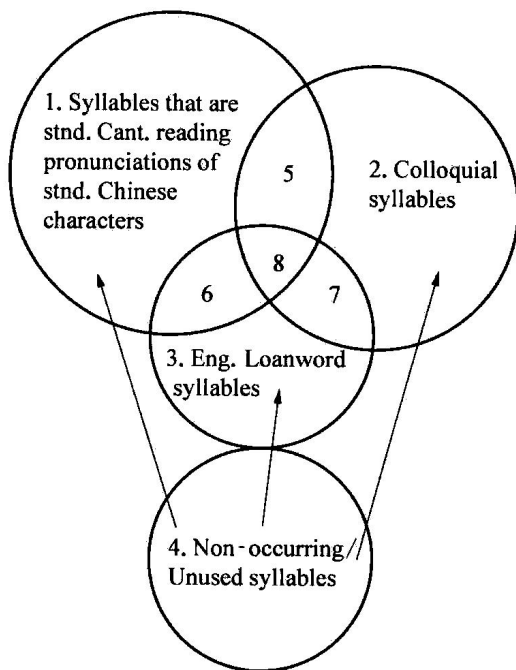 1. Syllables that are
stnd. Cant. reading
pronunciations of
stnd. Chinese
characters
5
2. Colloquial
syllables
8
6
7
3. Eng. Loanword
syllables
4. Non-occurring/
Unused syllables